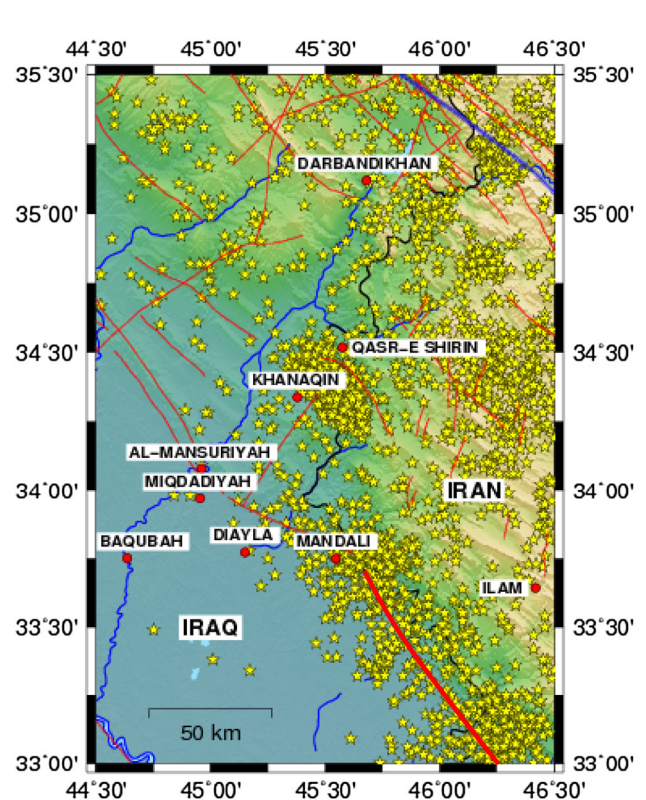 44˚30' 45˚00' 45˚30' 46˚00' 46˚30'
35˚30' 35˚30'
DARBANDIKHAN
35˚00' 35˚00'
34˚30' QASR–E SHIRIN 34˚30'
KHANAQIN
AL–MANSURIYAH
MIQDADIYAH
34˚00' IRAN 34˚00'
BAQUBAH DIAYLA MANDALI
ILAM
33˚30' IRAQ 33˚30'
50 km
33˚00' 33˚00'
44˚30' 45˚00' 45˚30' 46˚00' 46˚30'